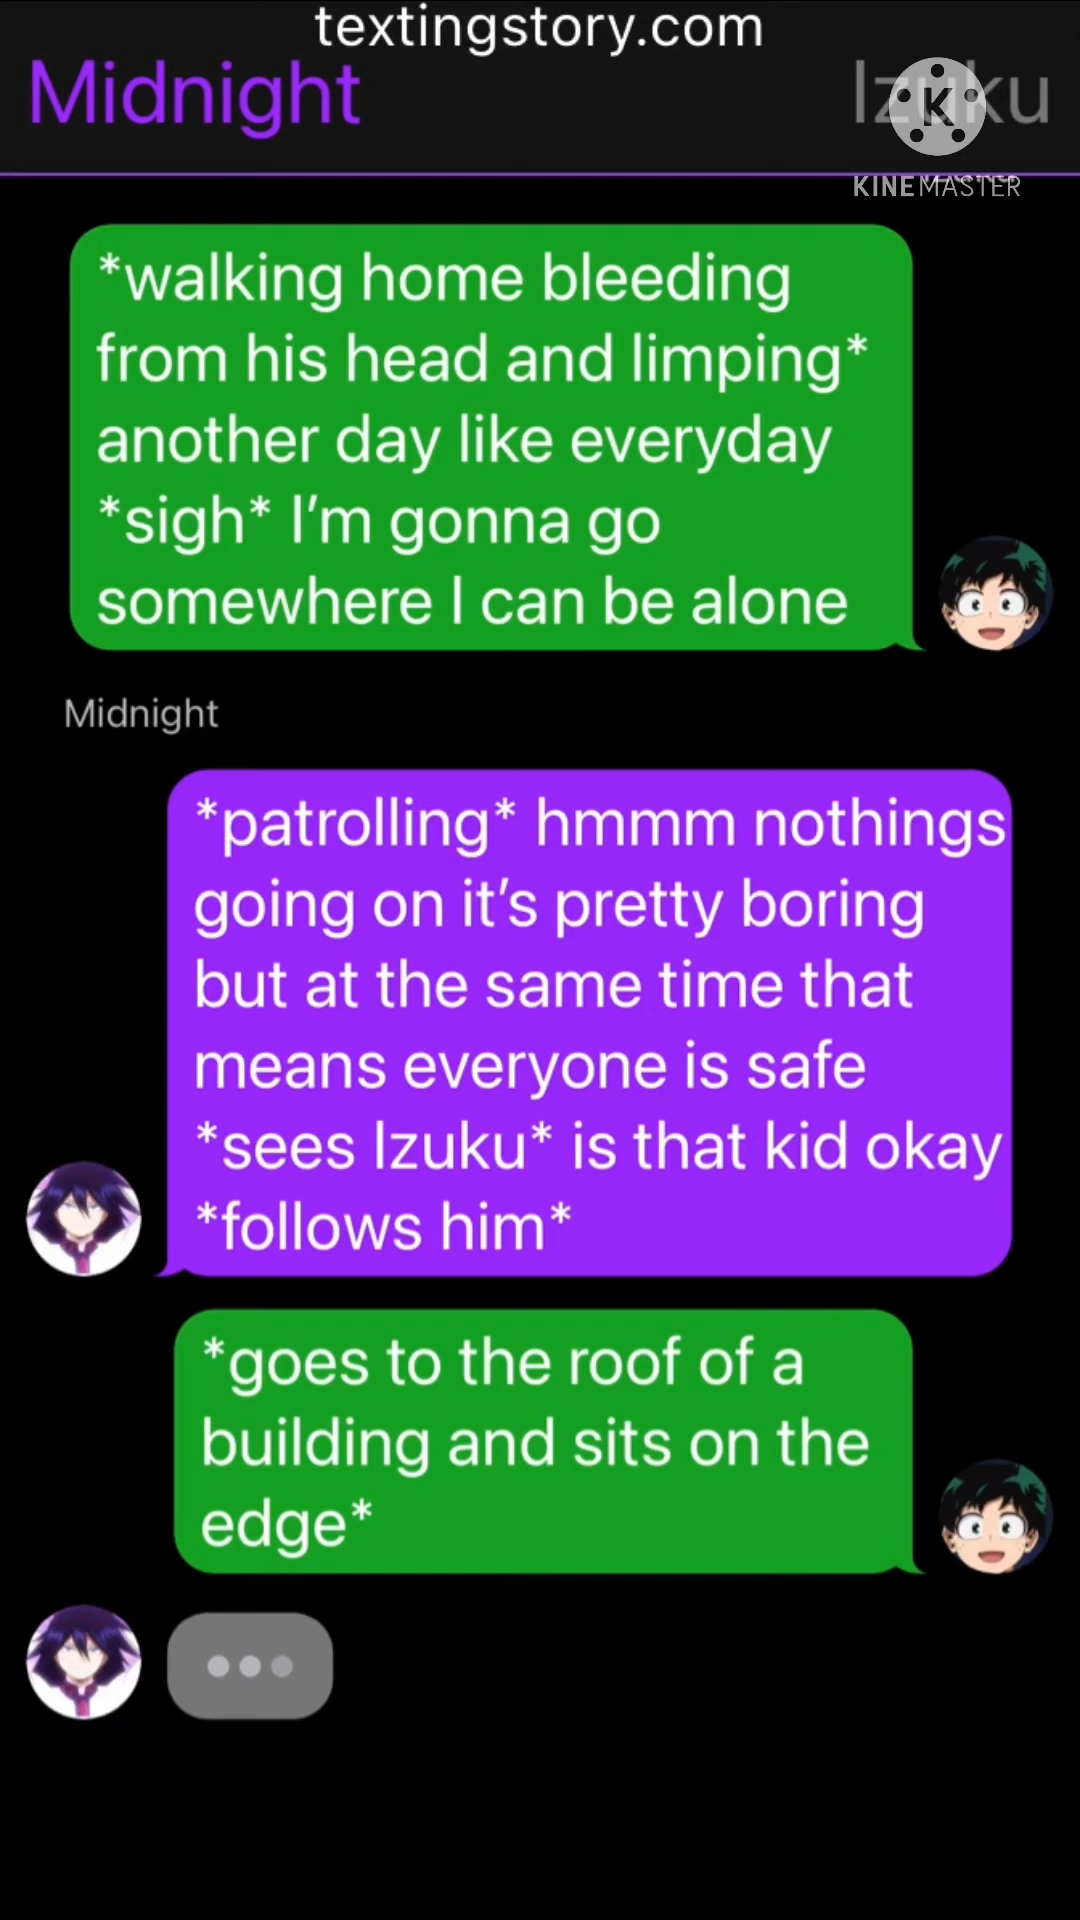 textingstory.com
Midnight
Izuku
K
KINEMASTER
*walking home bleeding
from his head and limping*
another day like everyday
*sigh* I'm gonna go
somewhere I can be alone
Midnight
*patrolling* hmmm nothings
going on it's pretty boring
but at the same time that
means everyone is safe
*sees Izuku* is that kid okay
*follows him*
*goes to the roof of a
building and sits on the
edge*